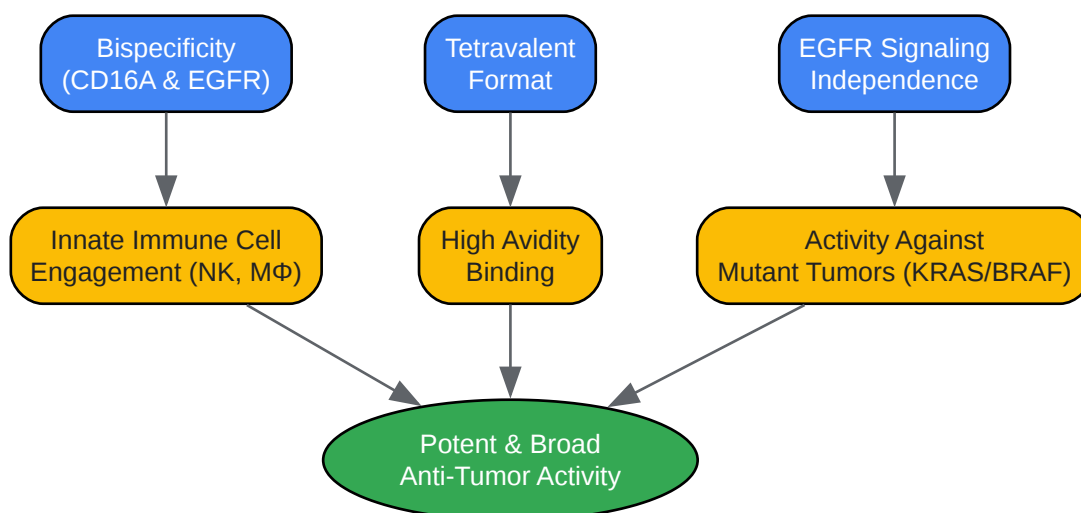 Bispecificity
(CD16A & EGFR)
Tetravalent
Format
EGFR Signaling
Independence
Innate Immune Cell
Engagement (NK, MΦ)
High Avidity
Binding
Activity Against
Mutant Tumors (KRAS/BRAF)
Potent & Broad
Anti-Tumor Activity